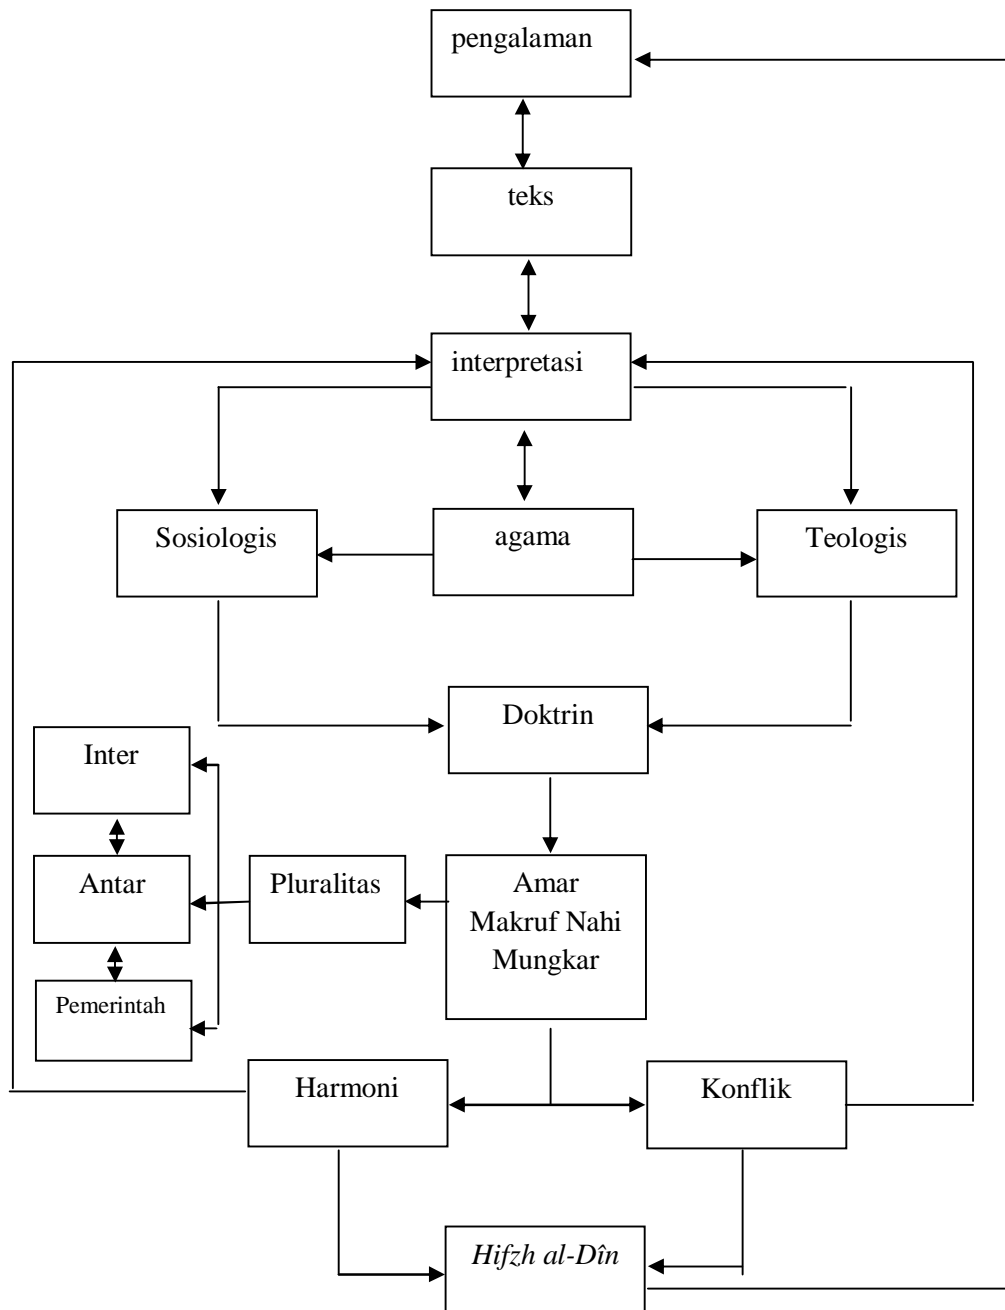 pengalaman
teks
interpretasi
Sosiologis
agama
Teologis
Doktrin
Inter
Antar
Pluralitas
Amar
Makruf Nahi
Mungkar
Pemerintah
Harmoni
Konflik
Hifzh al-Dîn